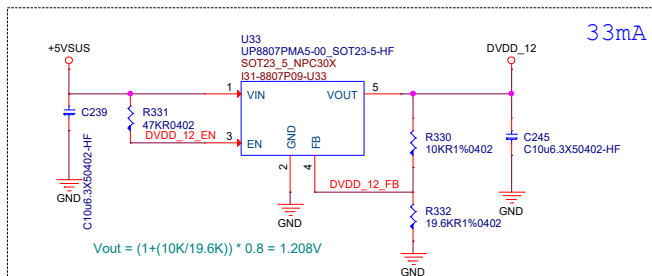 33mA
+5VSUS
U33
UP8807PMA5-00_SOT23-5-HF
SOT23_5_NPC30X
I31-8807P09-U33
DVDD_12
1
VIN
VOUT
5
C239
C10u6.3X50402-HF
R331
47KR0402
DVDD_12_EN
3
EN
GND
FB
2
4
R330
10KR1%0402
C245
C10u6.3X50402-HF
DVDD_12_FB
GND
GND
GND
R332
19.6KR1%0402
GND
Vout = (1+(10K/19.6K)) * 0.8 = 1.208V